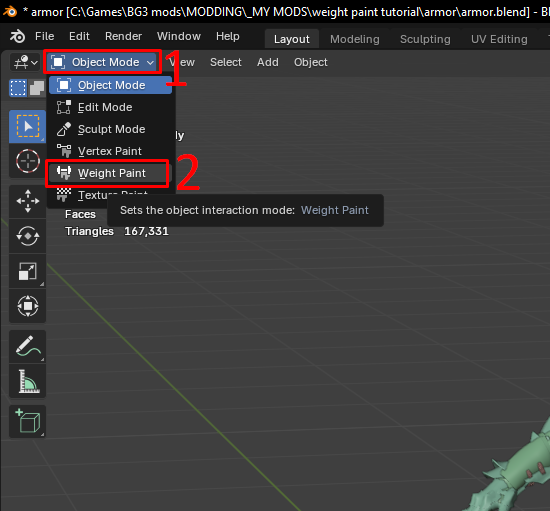 * armor [C:\Games\BG3 mods\MODDING\_MY MODS\weight paint tutorial\armor\armor.blend] - Bl
File Edit Render Window Help Layout Modeling Sculpting UV Editing
Object Mode View Select Add Object
1
Object Mode
Edit Mode
Sculpt Mode
Vertex Paint
Weight Paint
2
Texture Paint
Sets the object interaction mode: Weight Paint
Faces
Triangles 167,331